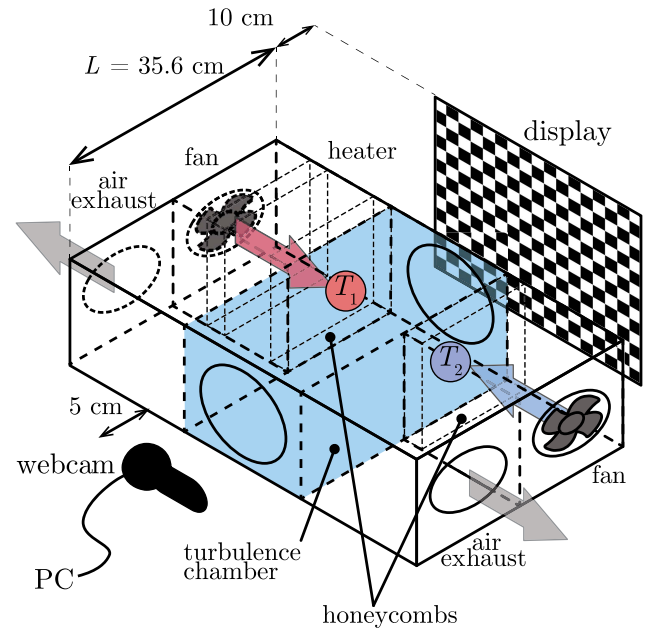 10 cm
L = 35.6 cm
display
fan
heater
air
exhaust
T1
T2
5 cm
webcam
fan
PC
turbulence
chamber
air
exhaust
honeycombs